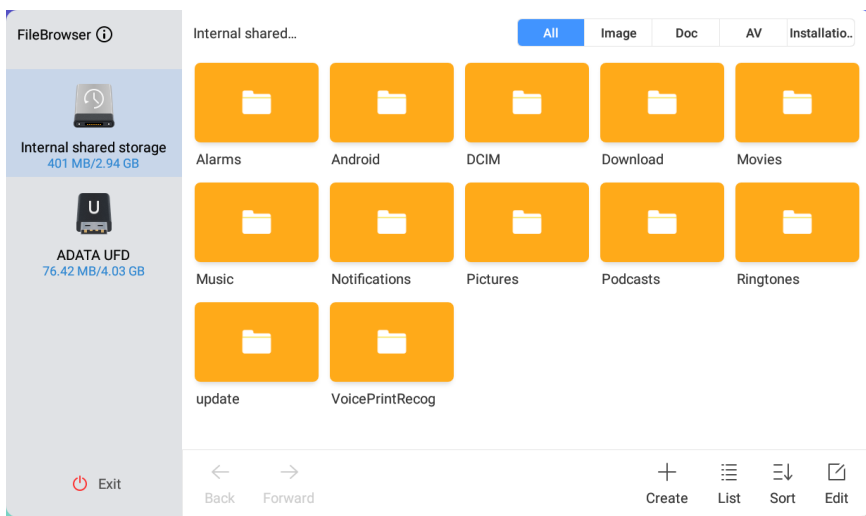 FileBrowser
Internal shared storage
401 MB/2.94 GB
U
ADATA UFD
76.42 MB/4.03 GB
Exit
Internal shared...
All Image Doc AV Installatio..
Alarms Android DCIM Download Movies
Music Notifications Pictures Podcasts Ringtones
update VoicePrintRecog
Back Forward Create List Sort Edit